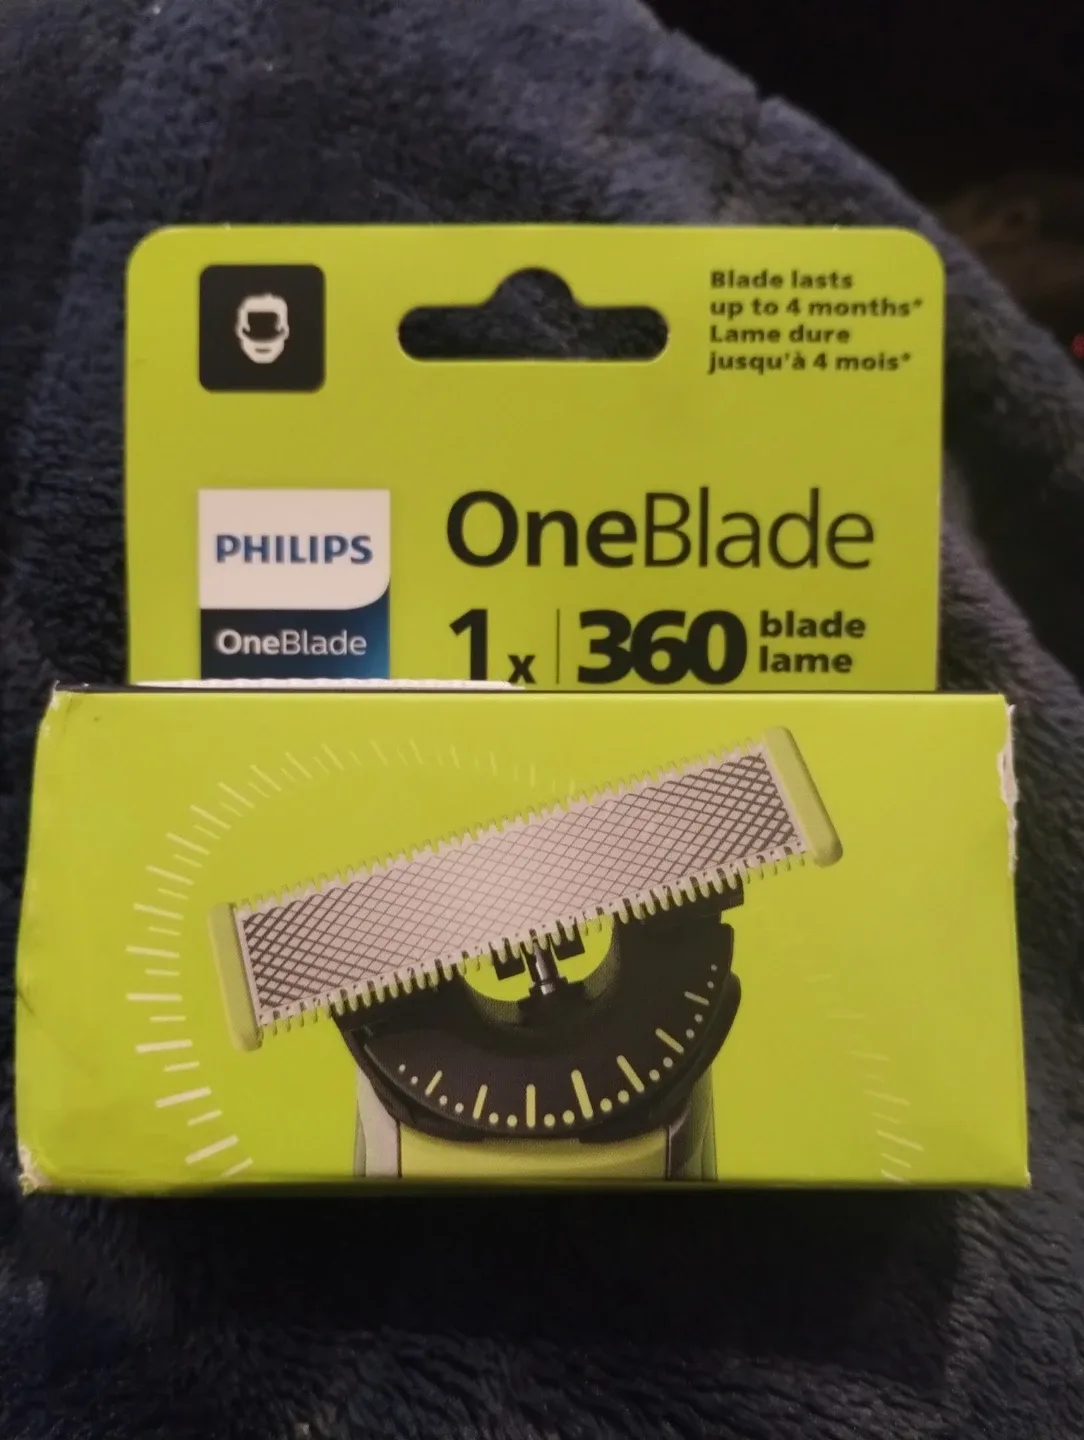 Blade lasts
up to 4 months*
Lame dure
jusqu'à 4 mois*
PHILIPS
OneBlade
OneBlade
1x 360 blade
lame